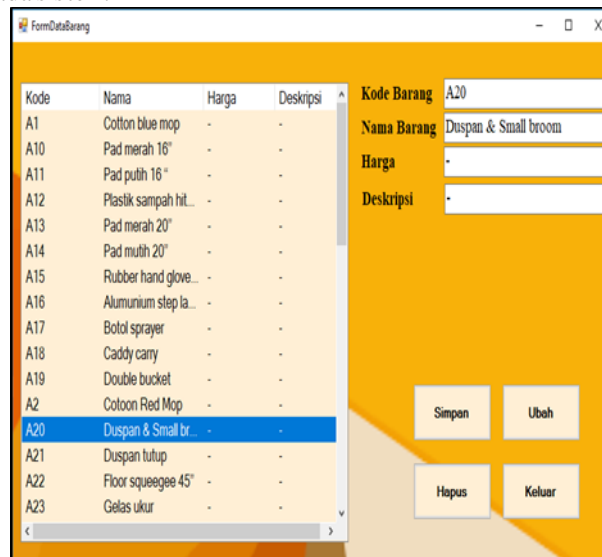 FormDataBarang
Kode Nama Harga Deskripsi
A1 Cotton blue mop - -
A10 Pad merah 16" - -
A11 Pad putih 16 “ - -
A12 Plastik sampah hit... - -
A13 Pad merah 20" - -
A14 Pad mutih 20" - -
A15 Rubber hand glove... - -
A16 Alumunium step la... - -
A17 Botol sprayer - -
A18 Caddy carry - -
A19 Double bucket - -
A2 Cotoon Red Mop - -
A20 Duspan & Small br... - -
A21 Duspan tutup - -
A22 Floor squeegee 45" - -
A23 Gelas ukur - -
Kode Barang A20
Nama Barang Duspan & Small broom
Harga -
Deskripsi -
Simpan Ubah
Hapus Keluar